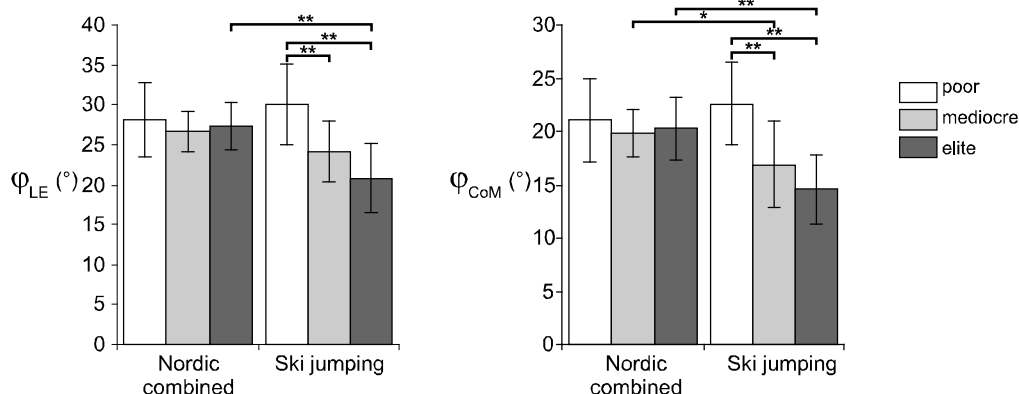 **
**
**
40
35
30
25
20
15
10
5
0
φLE (°)
Nordic
combined
Ski jumping
**
*
**
**
30
25
20
15
10
5
0
φCoM (°)
Nordic
combined
Ski jumping
poor
mediocre
elite